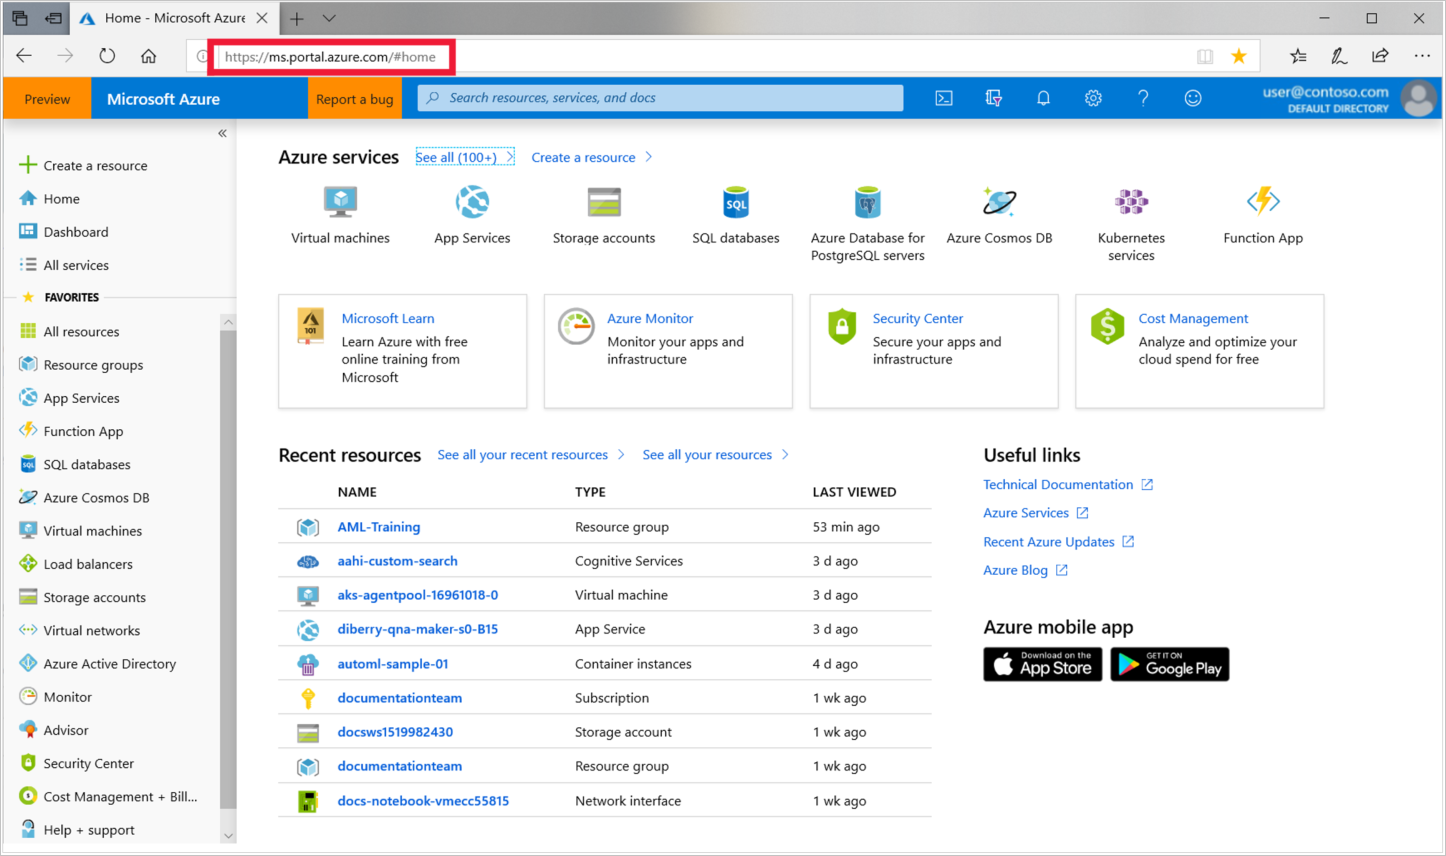 Home - Microsoft Azure
https://ms.portal.azure.com/#home
Preview
Microsoft Azure
Report a bug
Search resources, services, and docs
user@contoso.com
DEFAULT DIRECTORY
Create a resource
Home
Dashboard
All services
FAVORITES
All resources
Resource groups
App Services
Function App
SQL databases
Azure Cosmos DB
Virtual machines
Load balancers
Storage accounts
Virtual networks
Azure Active Directory
Monitor
Advisor
Security Center
Cost Management + Bill...
Help + support
Azure services See all (100+) Create a resource
Virtual machines
App Services
Storage accounts
SQL
SQL databases
Azure Database for
PostgreSQL servers
Azure Cosmos DB
Kubernetes
services
Function App
101
Microsoft Learn
Learn Azure with free
online training from
Microsoft
Azure Monitor
Monitor your apps and
infrastructure
Security Center
Secure your apps and
infrastructure
Cost Management
Analyze and optimize your
cloud spend for free
Recent resources See all your recent resources See all your resources
NAME TYPE LAST VIEWED
AML-Training Resource group 53 min ago
aahi-custom-search Cognitive Services 3 d ago
aks-agentpool-16961018-0 Virtual machine 3 d ago
diberry-qna-maker-s0-B15 App Service 3 d ago
automl-sample-01 Container instances 4 d ago
documentationteam Subscription 1 wk ago
docsws1519982430 Storage account 1 wk ago
documentationteam Resource group 1 wk ago
docs-notebook-vmecc55815 Network interface 1 wk ago
Useful links
Technical Documentation
Azure Services
Recent Azure Updates
Azure Blog
Azure mobile app
Download on the
App Store
GET IT ON
Google Play